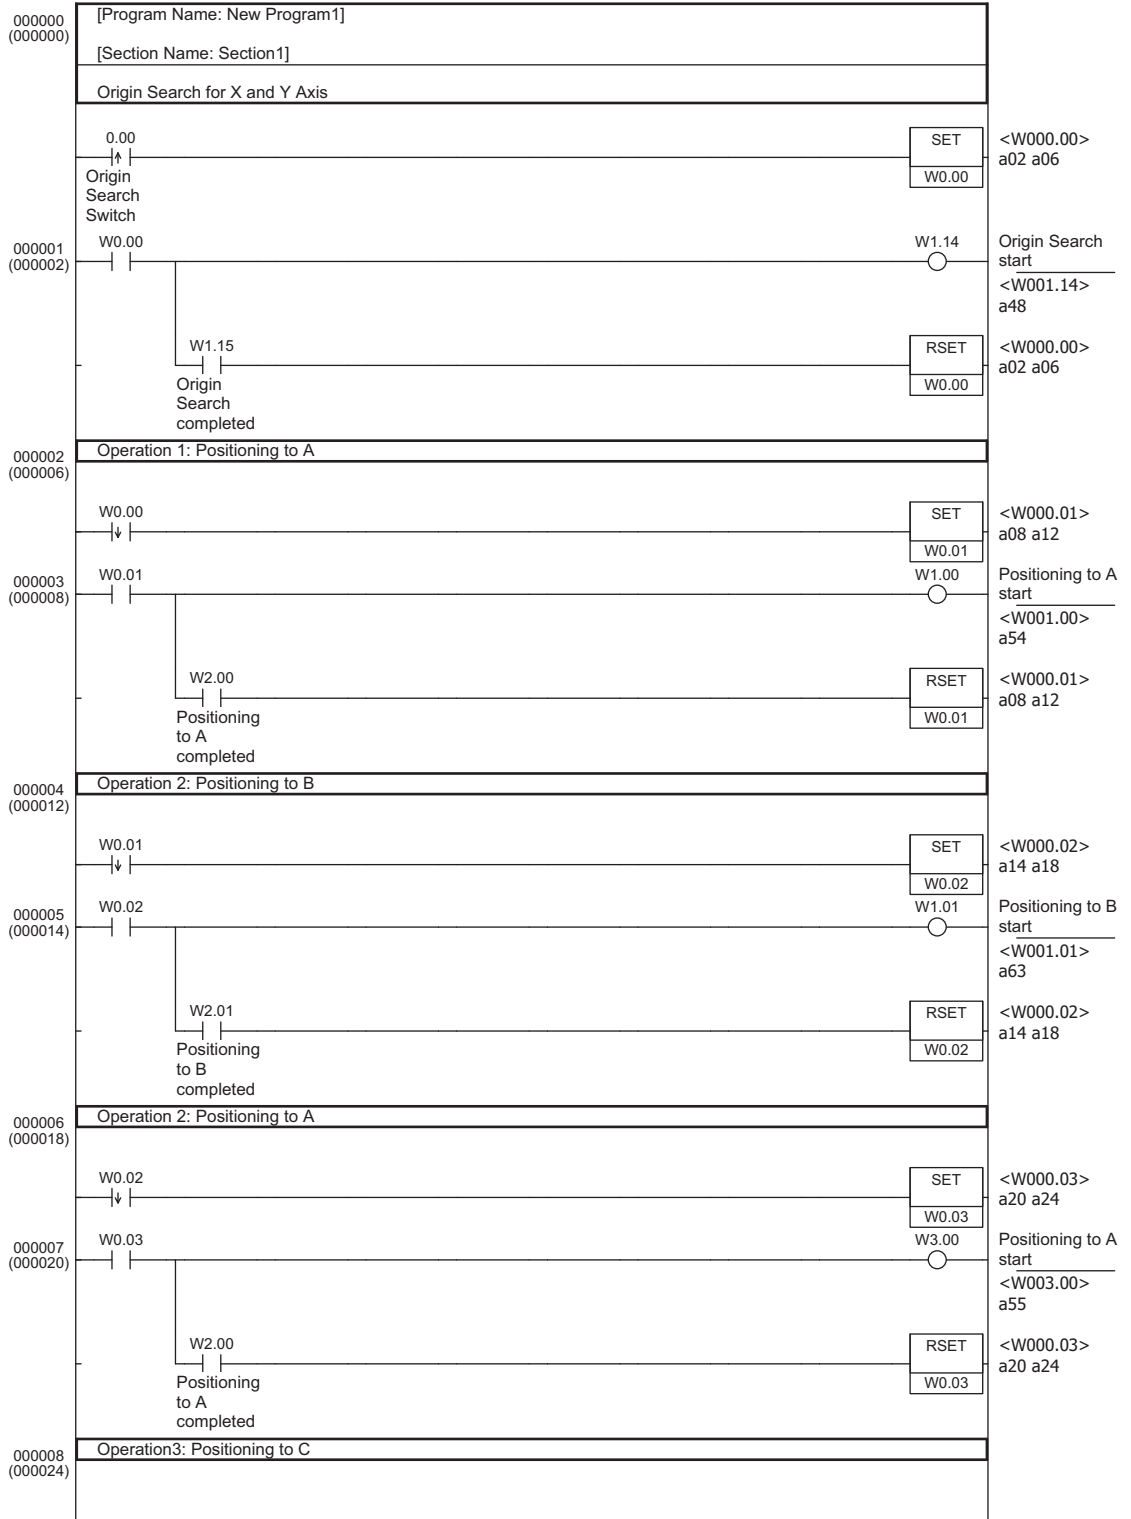 000000
(000000)
[Program Name: New Program1]
[Section Name: Section1]
Origin Search for X and Y Axis
0.00
Origin
Search
Switch
SET
W0.00
<W000.00>
a02 a06
000001
(000002)
W0.00
W1.14
Origin Search
start
<W001.14>
a48
W1.15
Origin
Search
completed
RSET
W0.00
<W000.00>
a02 a06
000002
(000006)
Operation 1: Positioning to A
W0.00
SET
W0.01
<W000.01>
a08 a12
000003
(000008)
W0.01
W1.00
Positioning to A
start
<W001.00>
a54
W2.00
Positioning
to A
completed
RSET
W0.01
<W000.01>
a08 a12
000004
(000012)
Operation 2: Positioning to B
W0.01
SET
W0.02
<W000.02>
a14 a18
000005
(000014)
W0.02
W1.01
Positioning to B
start
<W001.01>
a63
W2.01
Positioning
to B
completed
RSET
W0.02
<W000.02>
a14 a18
000006
(000018)
Operation 2: Positioning to A
W0.02
SET
W0.03
<W000.03>
a20 a24
000007
(000020)
W0.03
W3.00
Positioning to A
start
<W003.00>
a55
W2.00
Positioning
to A
completed
RSET
W0.03
<W000.03>
a20 a24
000008
(000024)
Operation3: Positioning to C